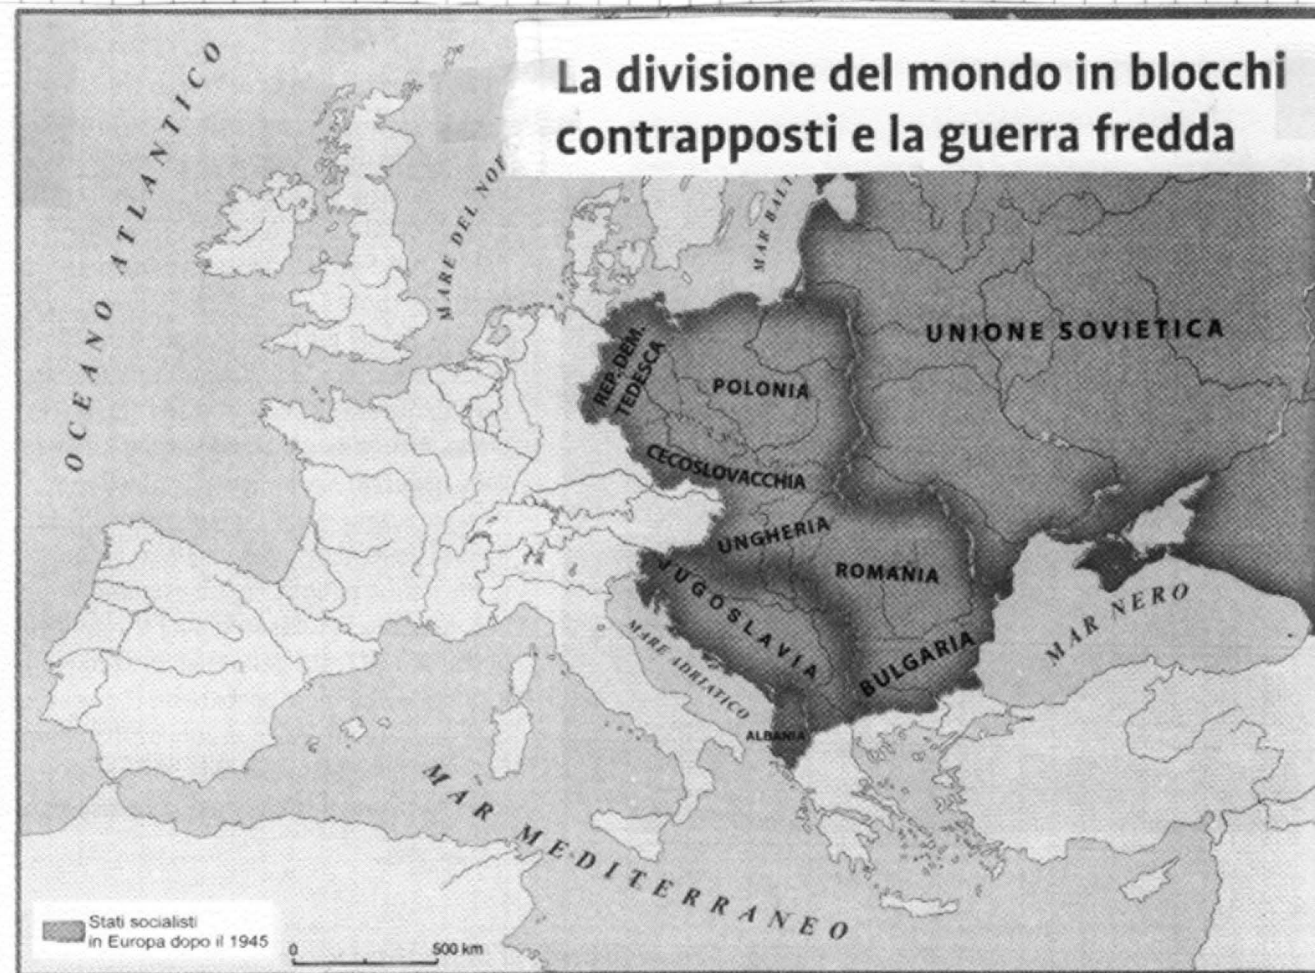 La divisione del mondo in blocchi
contrapposti e la guerra fredda
OCEANO ATLANTICO
MARE DEL NOR
MAR BALT
UNIONE SOVIETICA
REP. DEM.
TEDESCA
POLONIA
CECOSLOVACCHIA
UNGHERIA
ROMANIA
JUGOSLAVIA
BULGARIA
MAR NERO
MARE ADRIATICO
ALBANIA
MAR MEDITERRANEO
Stati socialisti
in Europa dopo il 1945
0 500 km